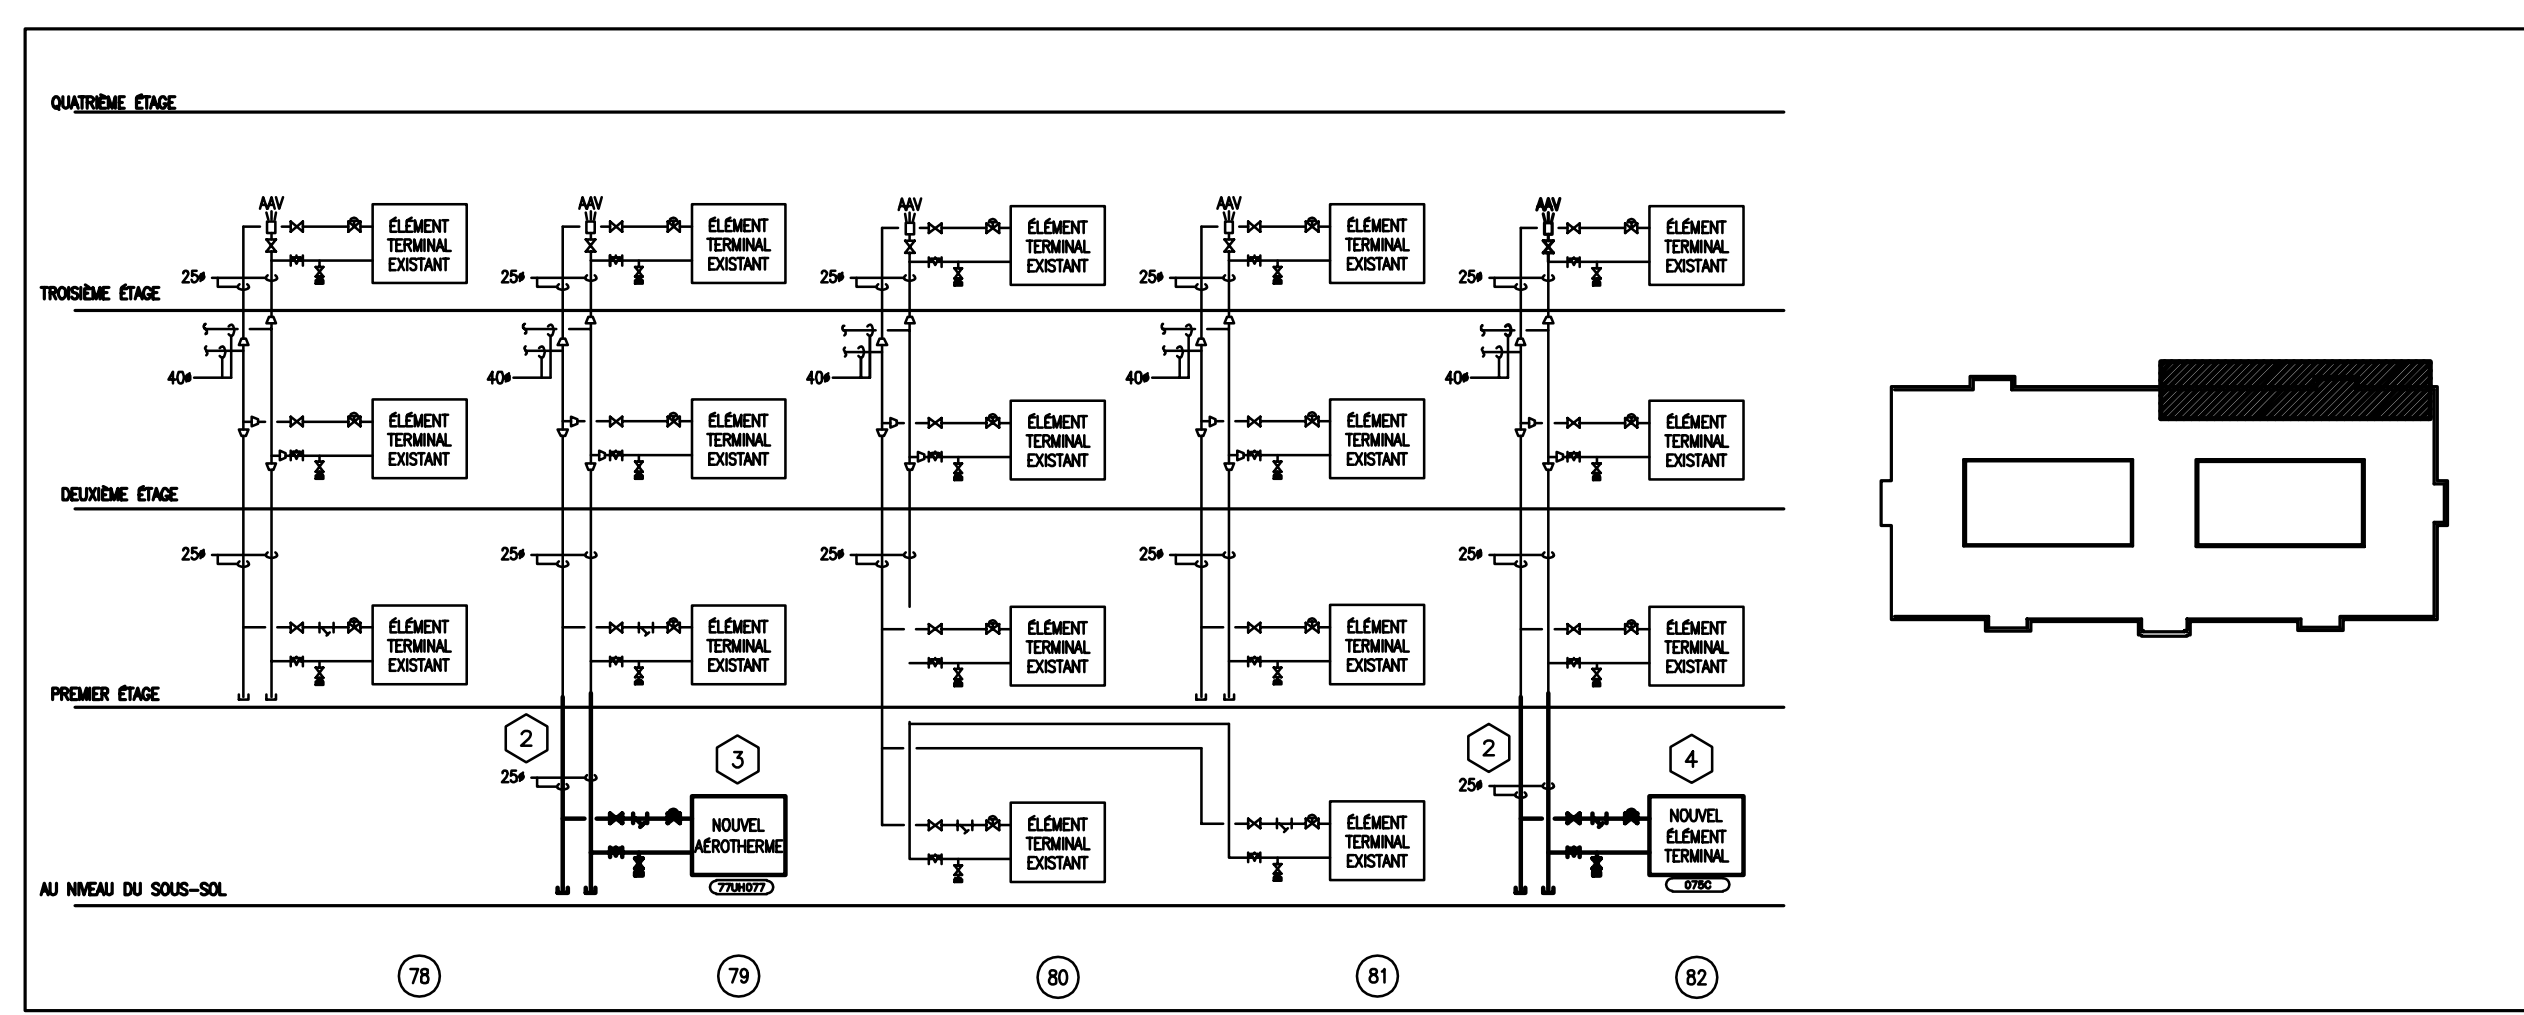 QUATRIÈME ÉTAGE
AAV
AAV
AAV
AAV
AAV
ÉLÉMENT
TERMINAL
EXISTANT
ÉLÉMENT
TERMINAL
EXISTANT
ÉLÉMENT
TERMINAL
EXISTANT
ÉLÉMENT
TERMINAL
EXISTANT
ÉLÉMENT
TERMINAL
EXISTANT
25ø
25ø
25ø
25ø
25ø
TROISIÈME ÉTAGE
40ø
40ø
40ø
40ø
40ø
ÉLÉMENT
TERMINAL
EXISTANT
ÉLÉMENT
TERMINAL
EXISTANT
ÉLÉMENT
TERMINAL
EXISTANT
ÉLÉMENT
TERMINAL
EXISTANT
ÉLÉMENT
TERMINAL
EXISTANT
DEUXIÈME ÉTAGE
25ø
25ø
25ø
25ø
25ø
ÉLÉMENT
TERMINAL
EXISTANT
ÉLÉMENT
TERMINAL
EXISTANT
ÉLÉMENT
TERMINAL
EXISTANT
ÉLÉMENT
TERMINAL
EXISTANT
ÉLÉMENT
TERMINAL
EXISTANT
PREMIER ÉTAGE
2
3
2
4
25ø
25ø
NOUVEL
AÉROTHERME
77UH077
ÉLÉMENT
TERMINAL
EXISTANT
ÉLÉMENT
TERMINAL
EXISTANT
NOUVEL
ÉLÉMENT
TERMINAL
075C
AU NIVEAU DU SOUS-SOL
78
79
80
81
82